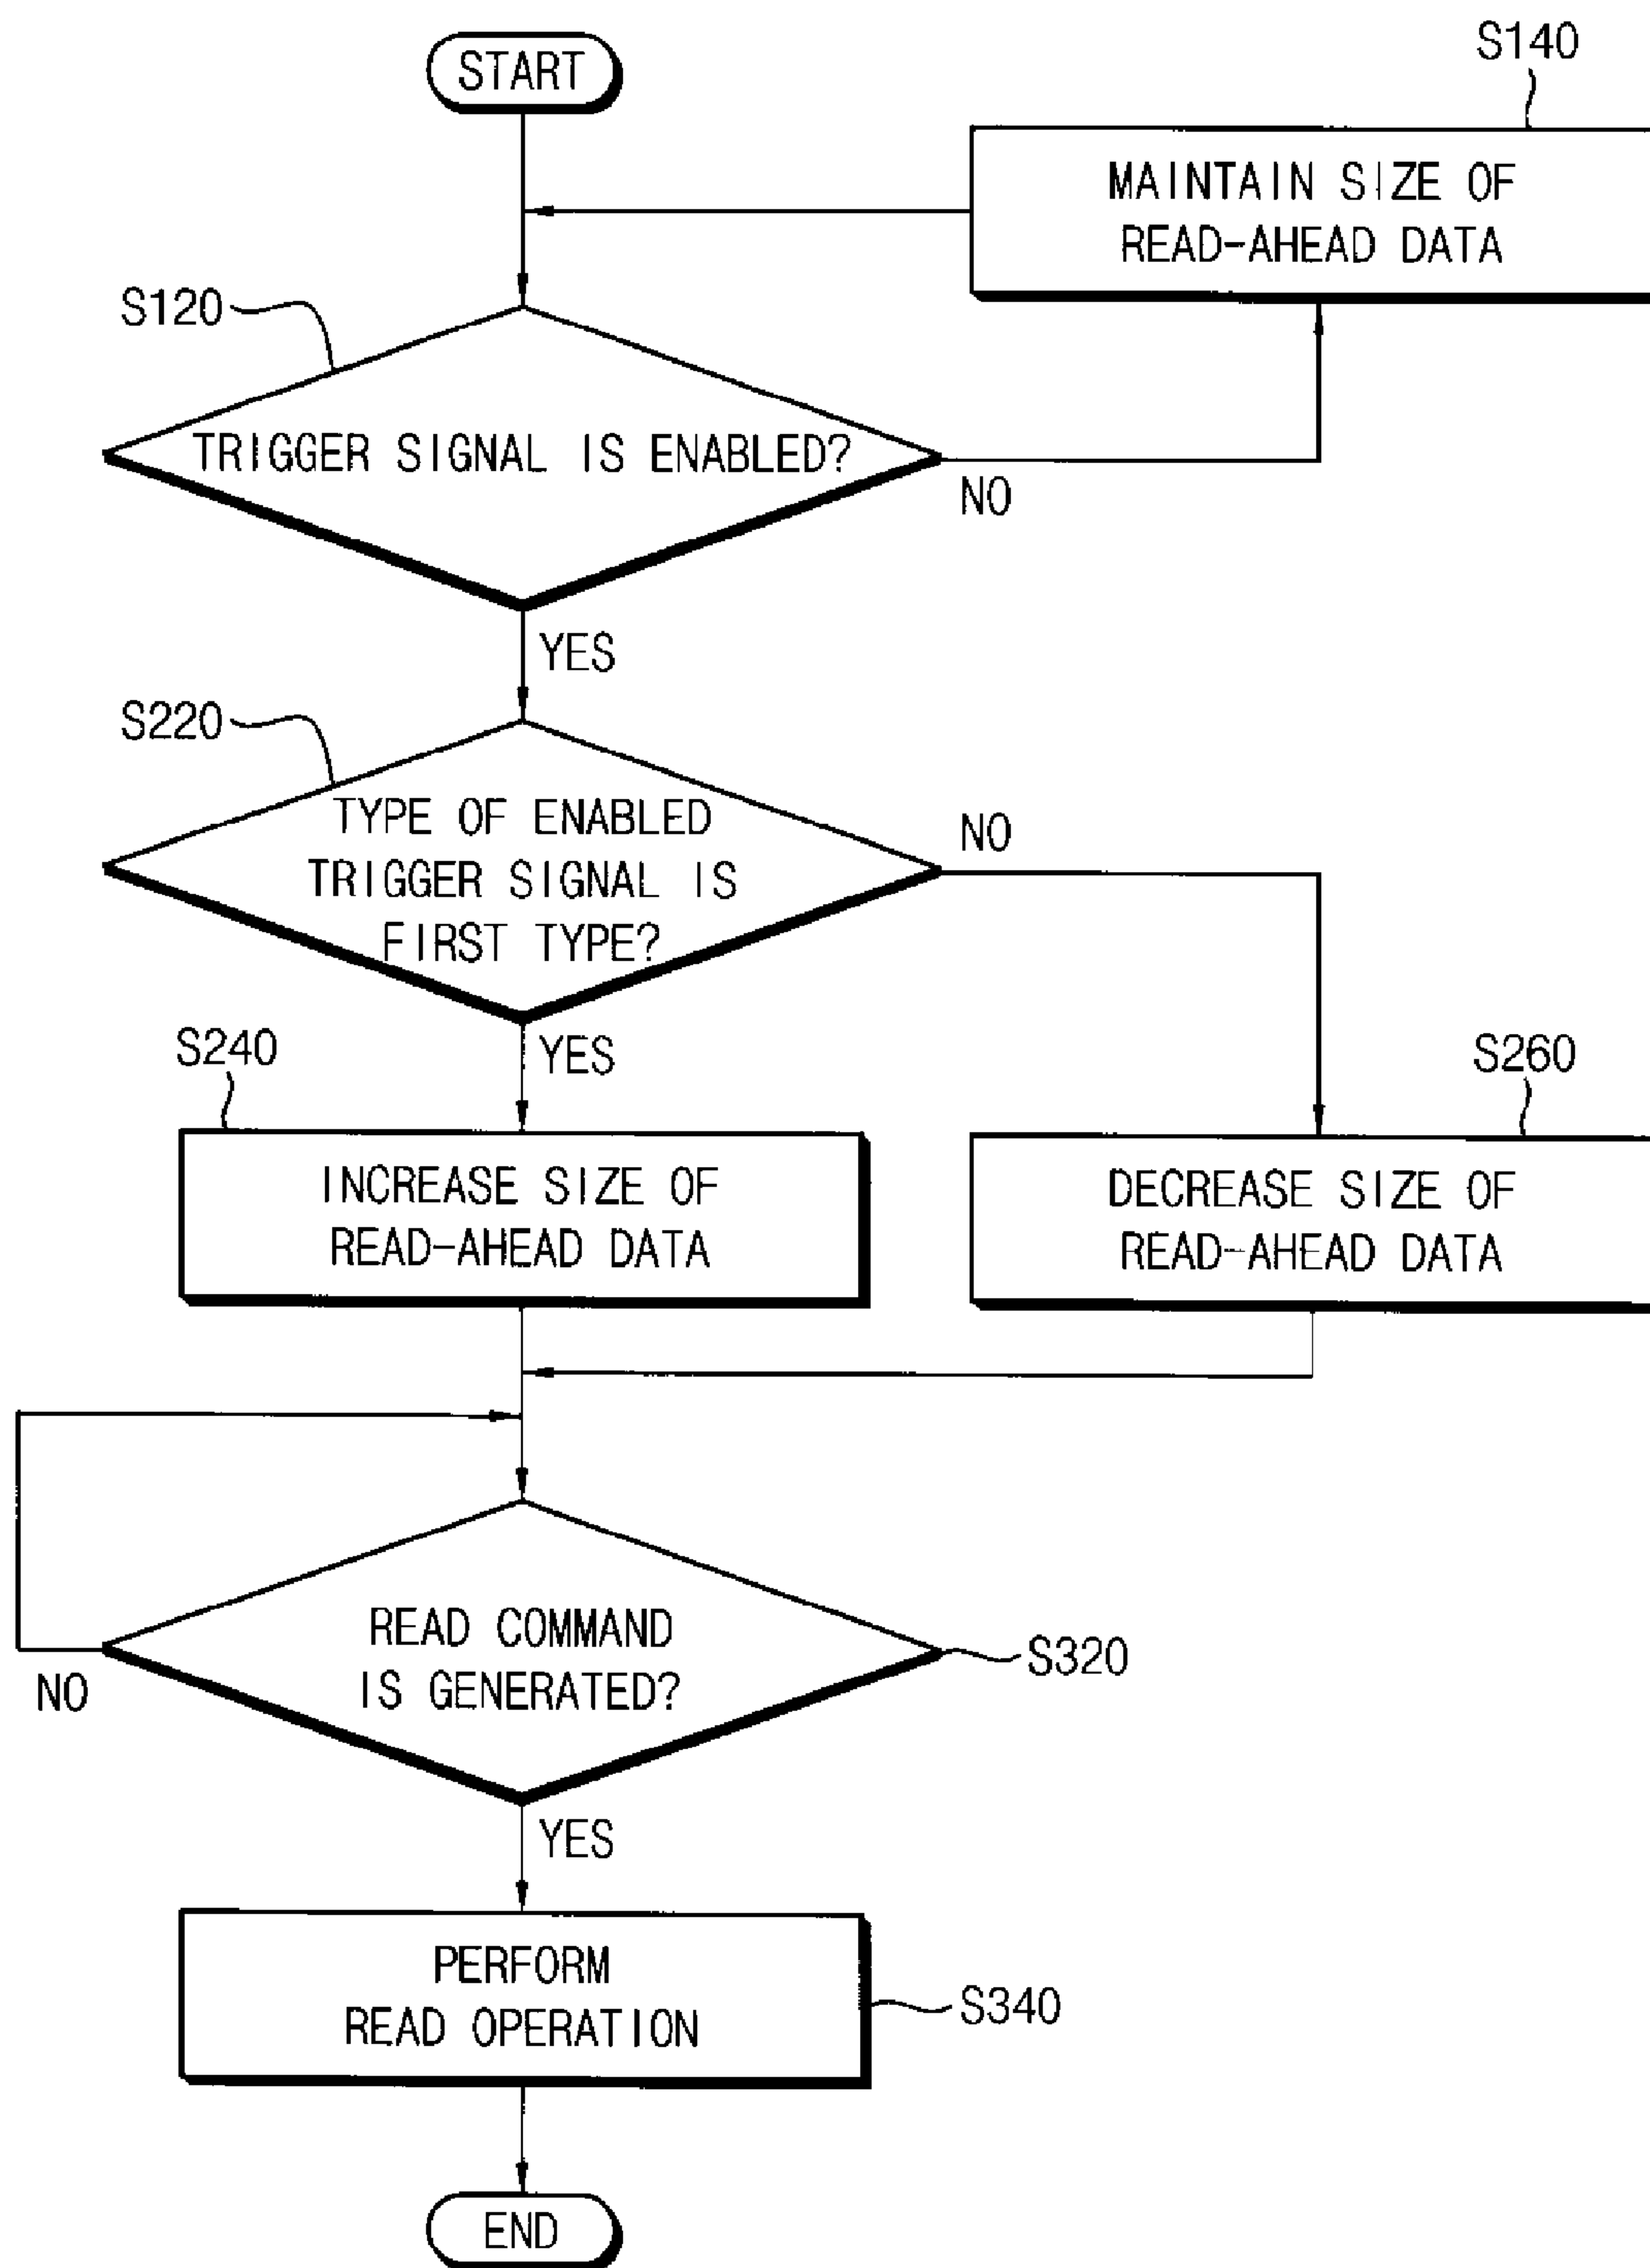 START
S140
MAINTAIN SIZE OF
READ-AHEAD DATA
S120
TRIGGER SIGNAL IS ENABLED?
NO
YES
S220
TYPE OF ENABLED
TRIGGER SIGNAL IS
FIRST TYPE?
NO
YES
S240
INCREASE SIZE OF
READ-AHEAD DATA
S260
DECREASE SIZE OF
READ-AHEAD DATA
READ COMMAND
IS GENERATED?
S320
NO
YES
PERFORM
READ OPERATION
S340
END